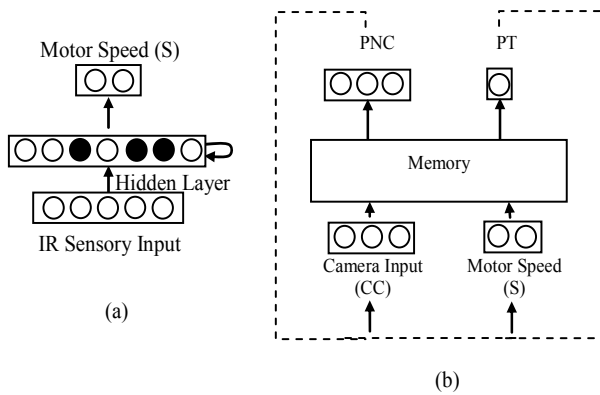 Motor Speed (S)
Hidden Layer
IR Sensory Input
(a)
PNC
PT
Memory
Camera Input
(CC)
Motor Speed
(S)
(b)